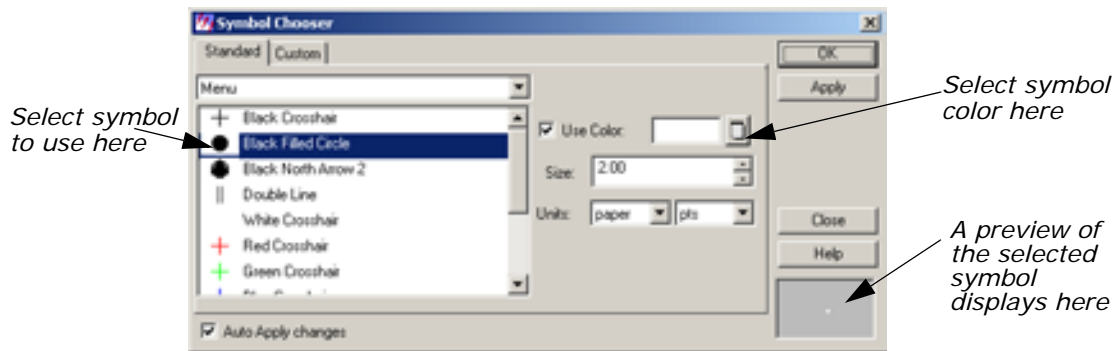 Symbol Chooser
Standard
Custom
OK
Menu
Apply
Select symbol
to use here
Black Crosshair
Black Filled Circle
Black North Arrow 2
Double Line
White Crosshair
Red Crosshair
Green Crosshair
Use Color:
Size:
2.00
Units:
paper
pts
Select symbol
color here
Close
Help
A preview of
the selected
symbol
displays here
Auto Apply changes